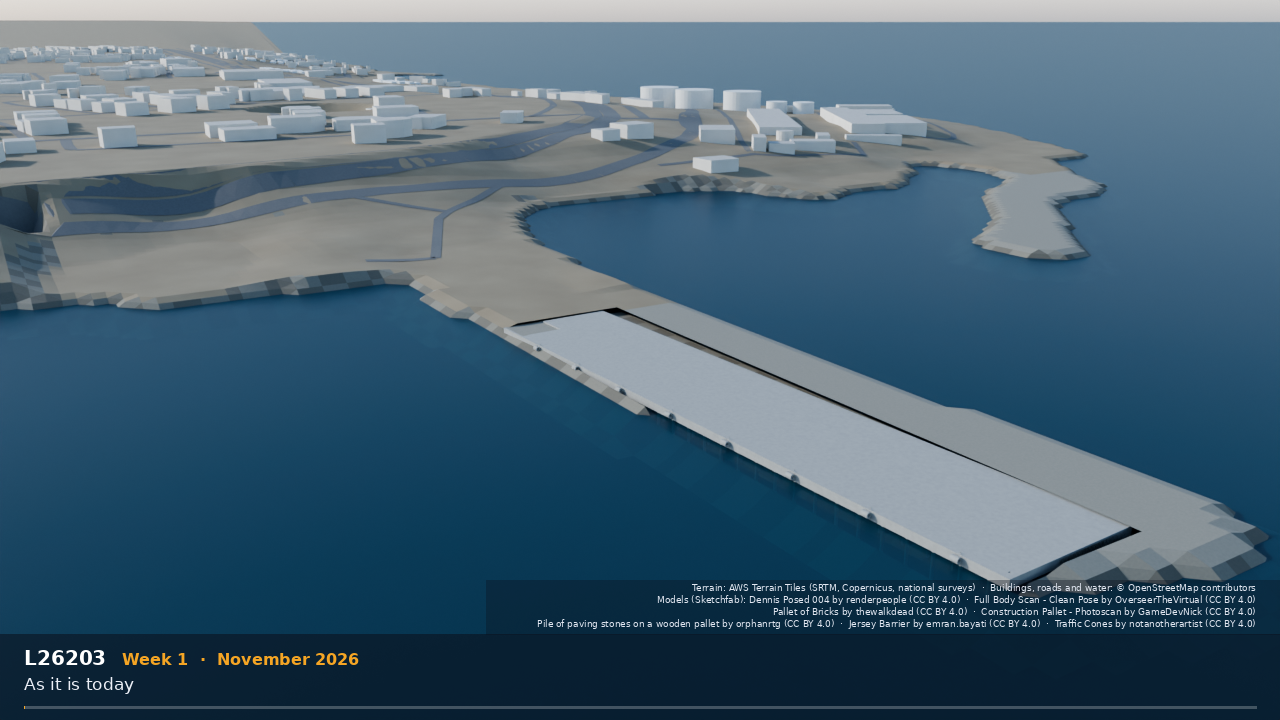 Terrain: AWS Terrain Tiles (SRTM, Copernicus, national surveys) · Buildings, roads and water: © OpenStreetMap contributors
Models (Sketchfab): Dennis Posed 004 by renderpeople (CC BY 4.0) · Full Body Scan - Clean Pose by OverseerTheVirtual (CC BY 4.0)
Pallet of Bricks by thewalkdead (CC BY 4.0) · Construction Pallet - Photoscan by GameDevNick (CC BY 4.0)
Pile of paving stones on a wooden pallet by orphanrtg (CC BY 4.0) · Jersey Barrier by emran.bayati (CC BY 4.0) · Traffic Cones by notanotherartist (CC BY 4.0)
L26203 Week 1 · November 2026
As it is today